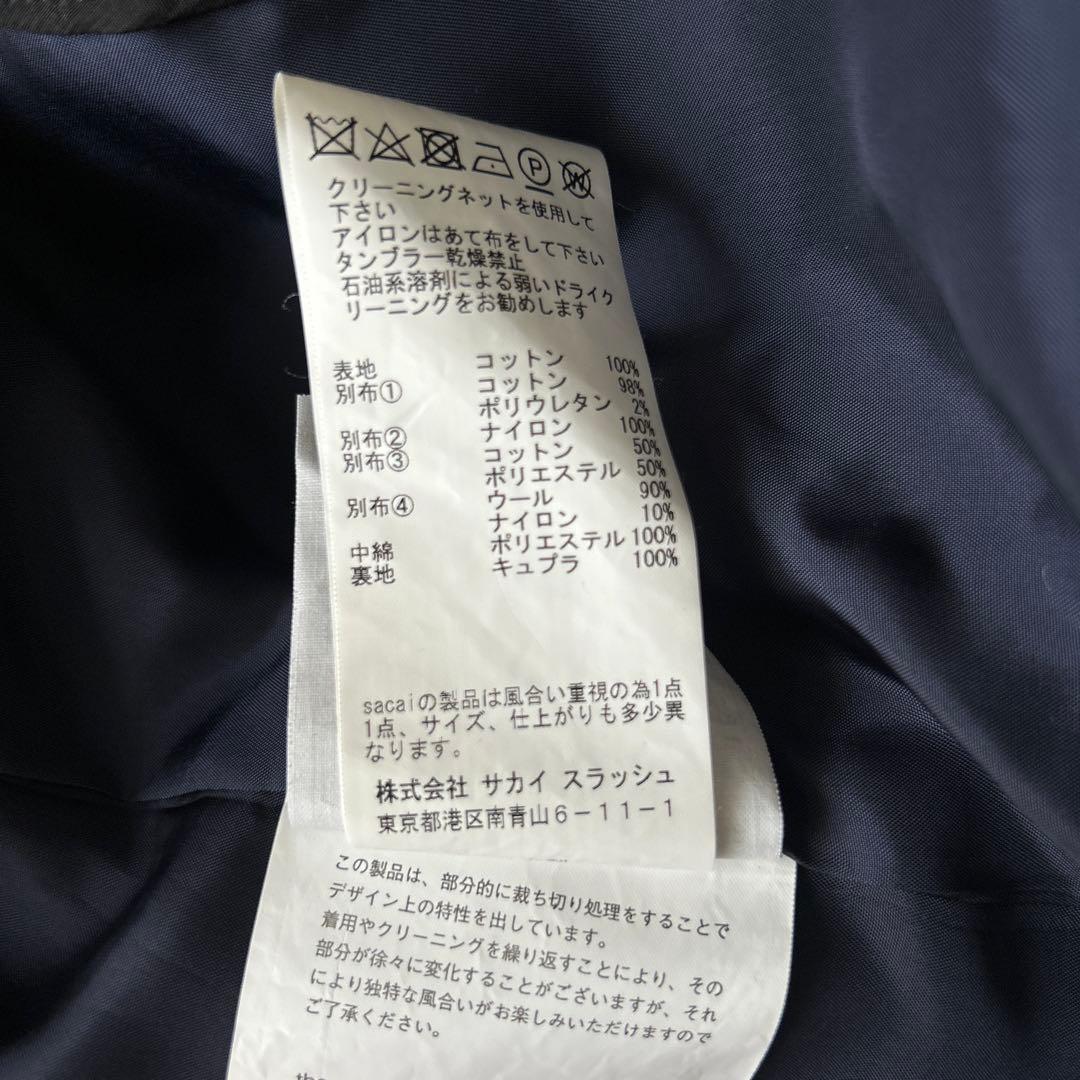 P W
クリーニングネットを使用して
下さい
アイロンはあて布をして下さい
タンブラー乾燥禁止
石油系溶剤による弱いドライク
リーニングをお勧めします
表地 コットン 100%
別布① コットン 98%
ポリウレタン 2%
別布② ナイロン 100%
別布③ コットン 50%
ポリエステル 50%
別布④ ウール 90%
ナイロン 10%
中綿 ポリエステル 100%
裏地 キュプラ 100%
sacaiの製品は風合い重視の為1点
1点、サイズ、仕上がりも多少異
なります。
株式会社 サカイ スラッシュ
東京都港区南青山6-11-1
この製品は、部分的に裁ち切り処理をすることで
デザイン上の特性を出しています。
着用やクリーニングを繰り返すことにより、その
部分が徐々に変化することがございますが、それ
により独特な風合いがお楽しみいただけますので
ご了承ください。